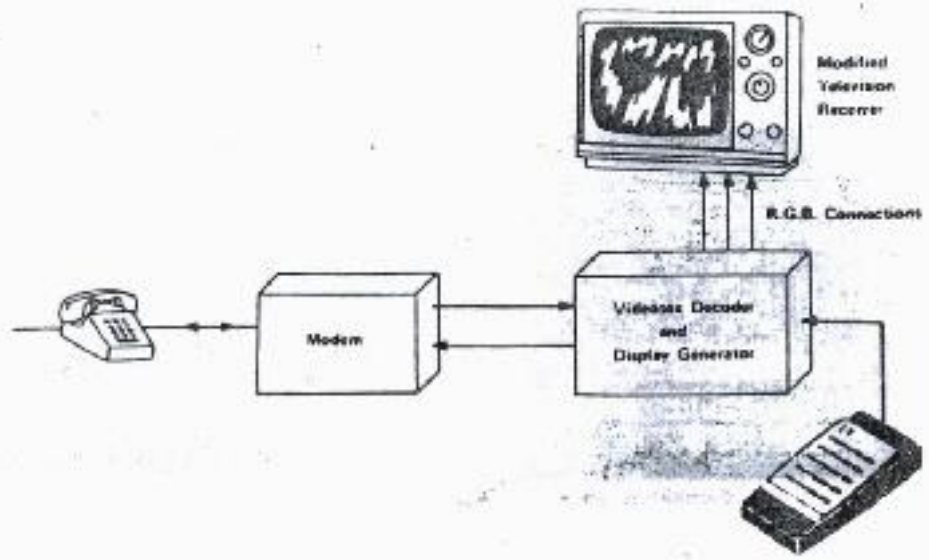 Modified
Television
Receiver
R.G.B. Connections
Modem
Videotex Decoder
and
Display Generator